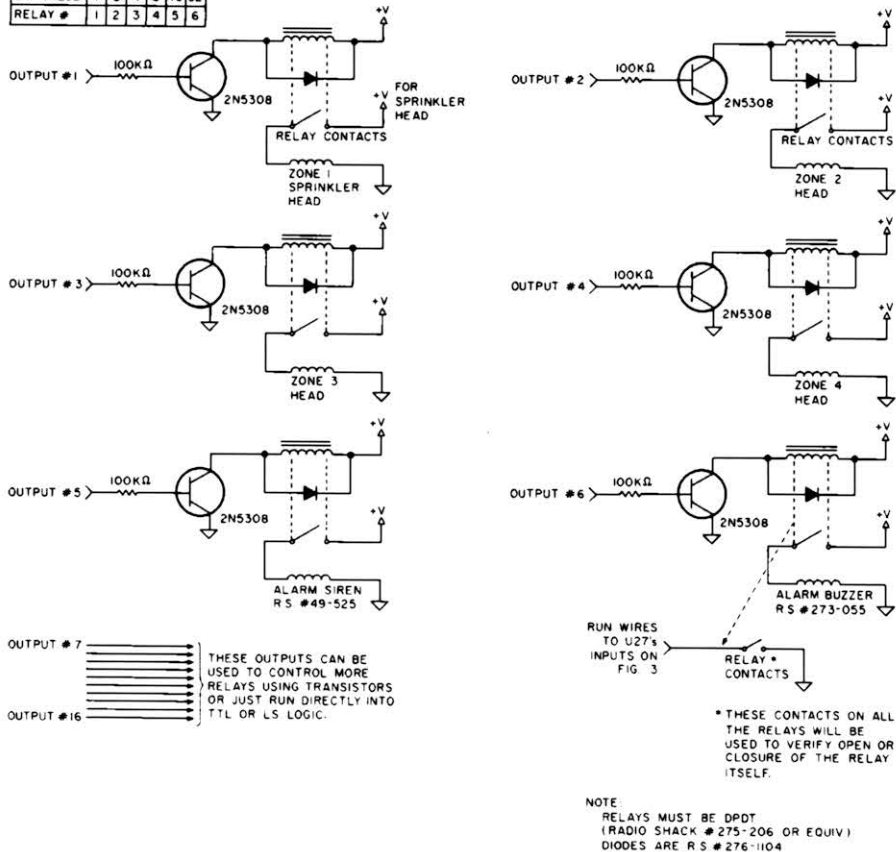 RELAY # 1 2 3 4 5 6
+V
OUTPUT #1
100KΩ
2N5308
FOR
SPRINKLER
HEAD
+V
RELAY CONTACTS
ZONE 1
SPRINKLER
HEAD
+V
OUTPUT #2
100KΩ
2N5308
+V
RELAY CONTACTS
ZONE 2
HEAD
+V
OUTPUT #3
100KΩ
2N5308
+V
ZONE 3
HEAD
+V
OUTPUT #4
100KΩ
2N5308
+V
ZONE 4
HEAD
+V
OUTPUT #5
100KΩ
2N5308
+V
ALARM SIREN
R S #49-525
+V
OUTPUT #6
100KΩ
2N5308
+V
ALARM BUZZER
R S #273-055
OUTPUT #7
OUTPUT #16
THESE OUTPUTS CAN BE
USED TO CONTROL MORE
RELAYS USING TRANSISTORS
OR JUST RUN DIRECTLY INTO
TTL OR LS LOGIC.
RUN WIRES
TO U27's
INPUTS ON
FIG. 3
RELAY *
CONTACTS
* THESE CONTACTS ON ALL
THE RELAYS WILL BE
USED TO VERIFY OPEN OR
CLOSURE OF THE RELAY
ITSELF.
NOTE:
RELAYS MUST BE DPDT
(RADIO SHACK #275-206 OR EQUIV)
DIODES ARE R S #276-1104